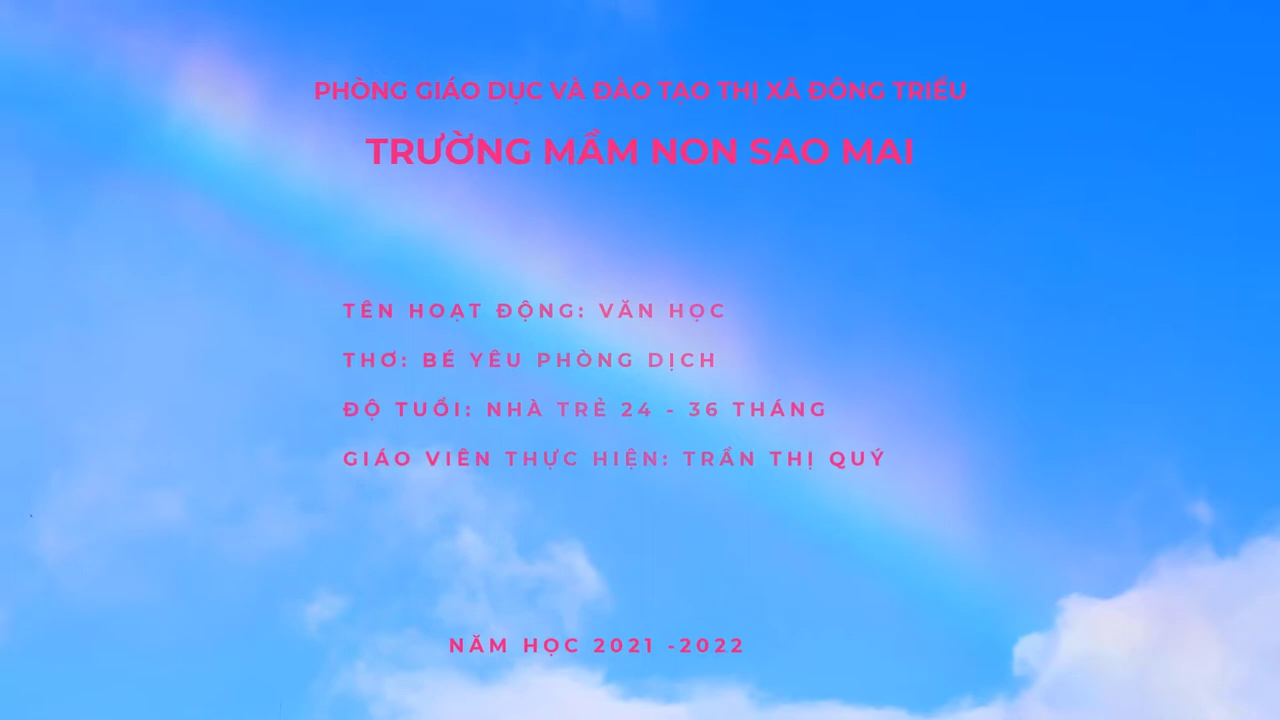 PHÒNG GIÁO DỤC VÀ ĐÀO TẠO THỊ XÃ ĐÔNG TRIỀU
TRƯỜNG MẦM NON SAO MAI
TÊN HOẠT ĐỘNG: VĂN HỌC
THƠ: BÉ YÊU PHÒNG DỊCH
ĐỘ TUỔI: NHÀ TRẺ 24 - 36 THÁNG
GIÁO VIÊN THỰC HIỆN: TRẦN THỊ QUÝ
NĂM HỌC 2021 -2022